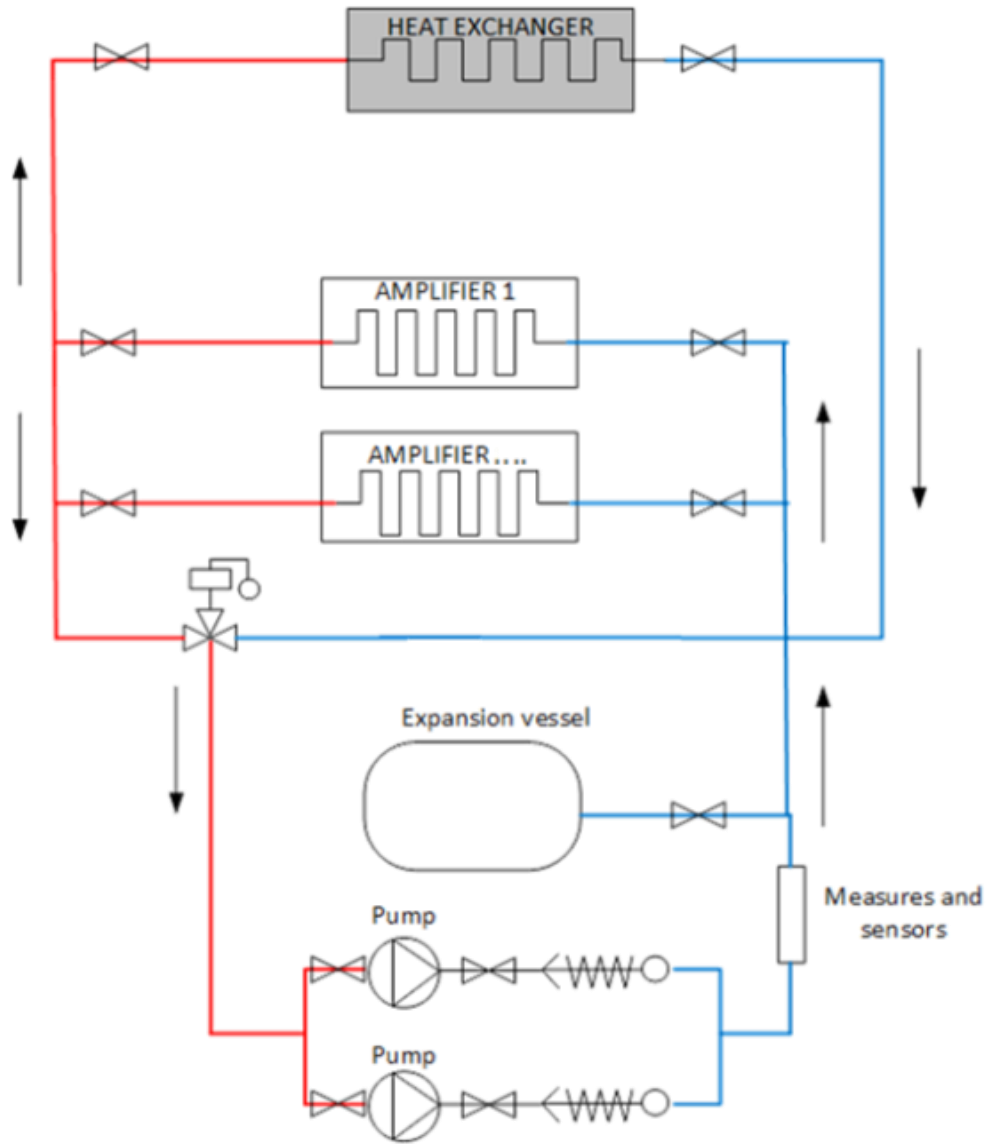 HEAT EXCHANGER
AMPLIFIER 1
AMPLIFIER ....
Expansion vessel
Measures and
sensors
Pump
Pump